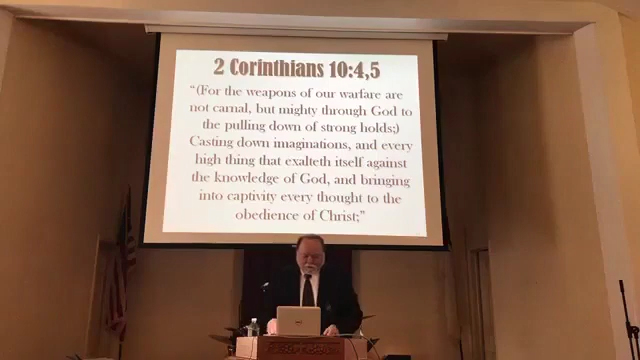 2 Corinthians 10:4,5
“(For the weapons of our warfare are
not carnal, but mighty through God to
the pulling down of strong holds;)
Casting down imaginations, and every
high thing that exalteth itself against
the knowledge of God, and bringing
into captivity every thought to the
obedience of Christ;”